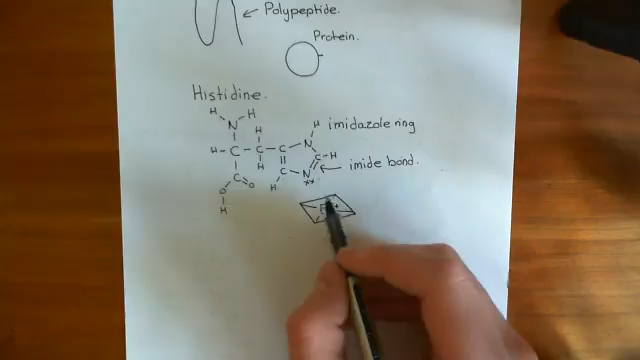 Polypeptide.
Protein.
Histidine.
H H H
N H N imidazole ring
H - C - C - C
H C C - H
C H N imide bond.
O O
H